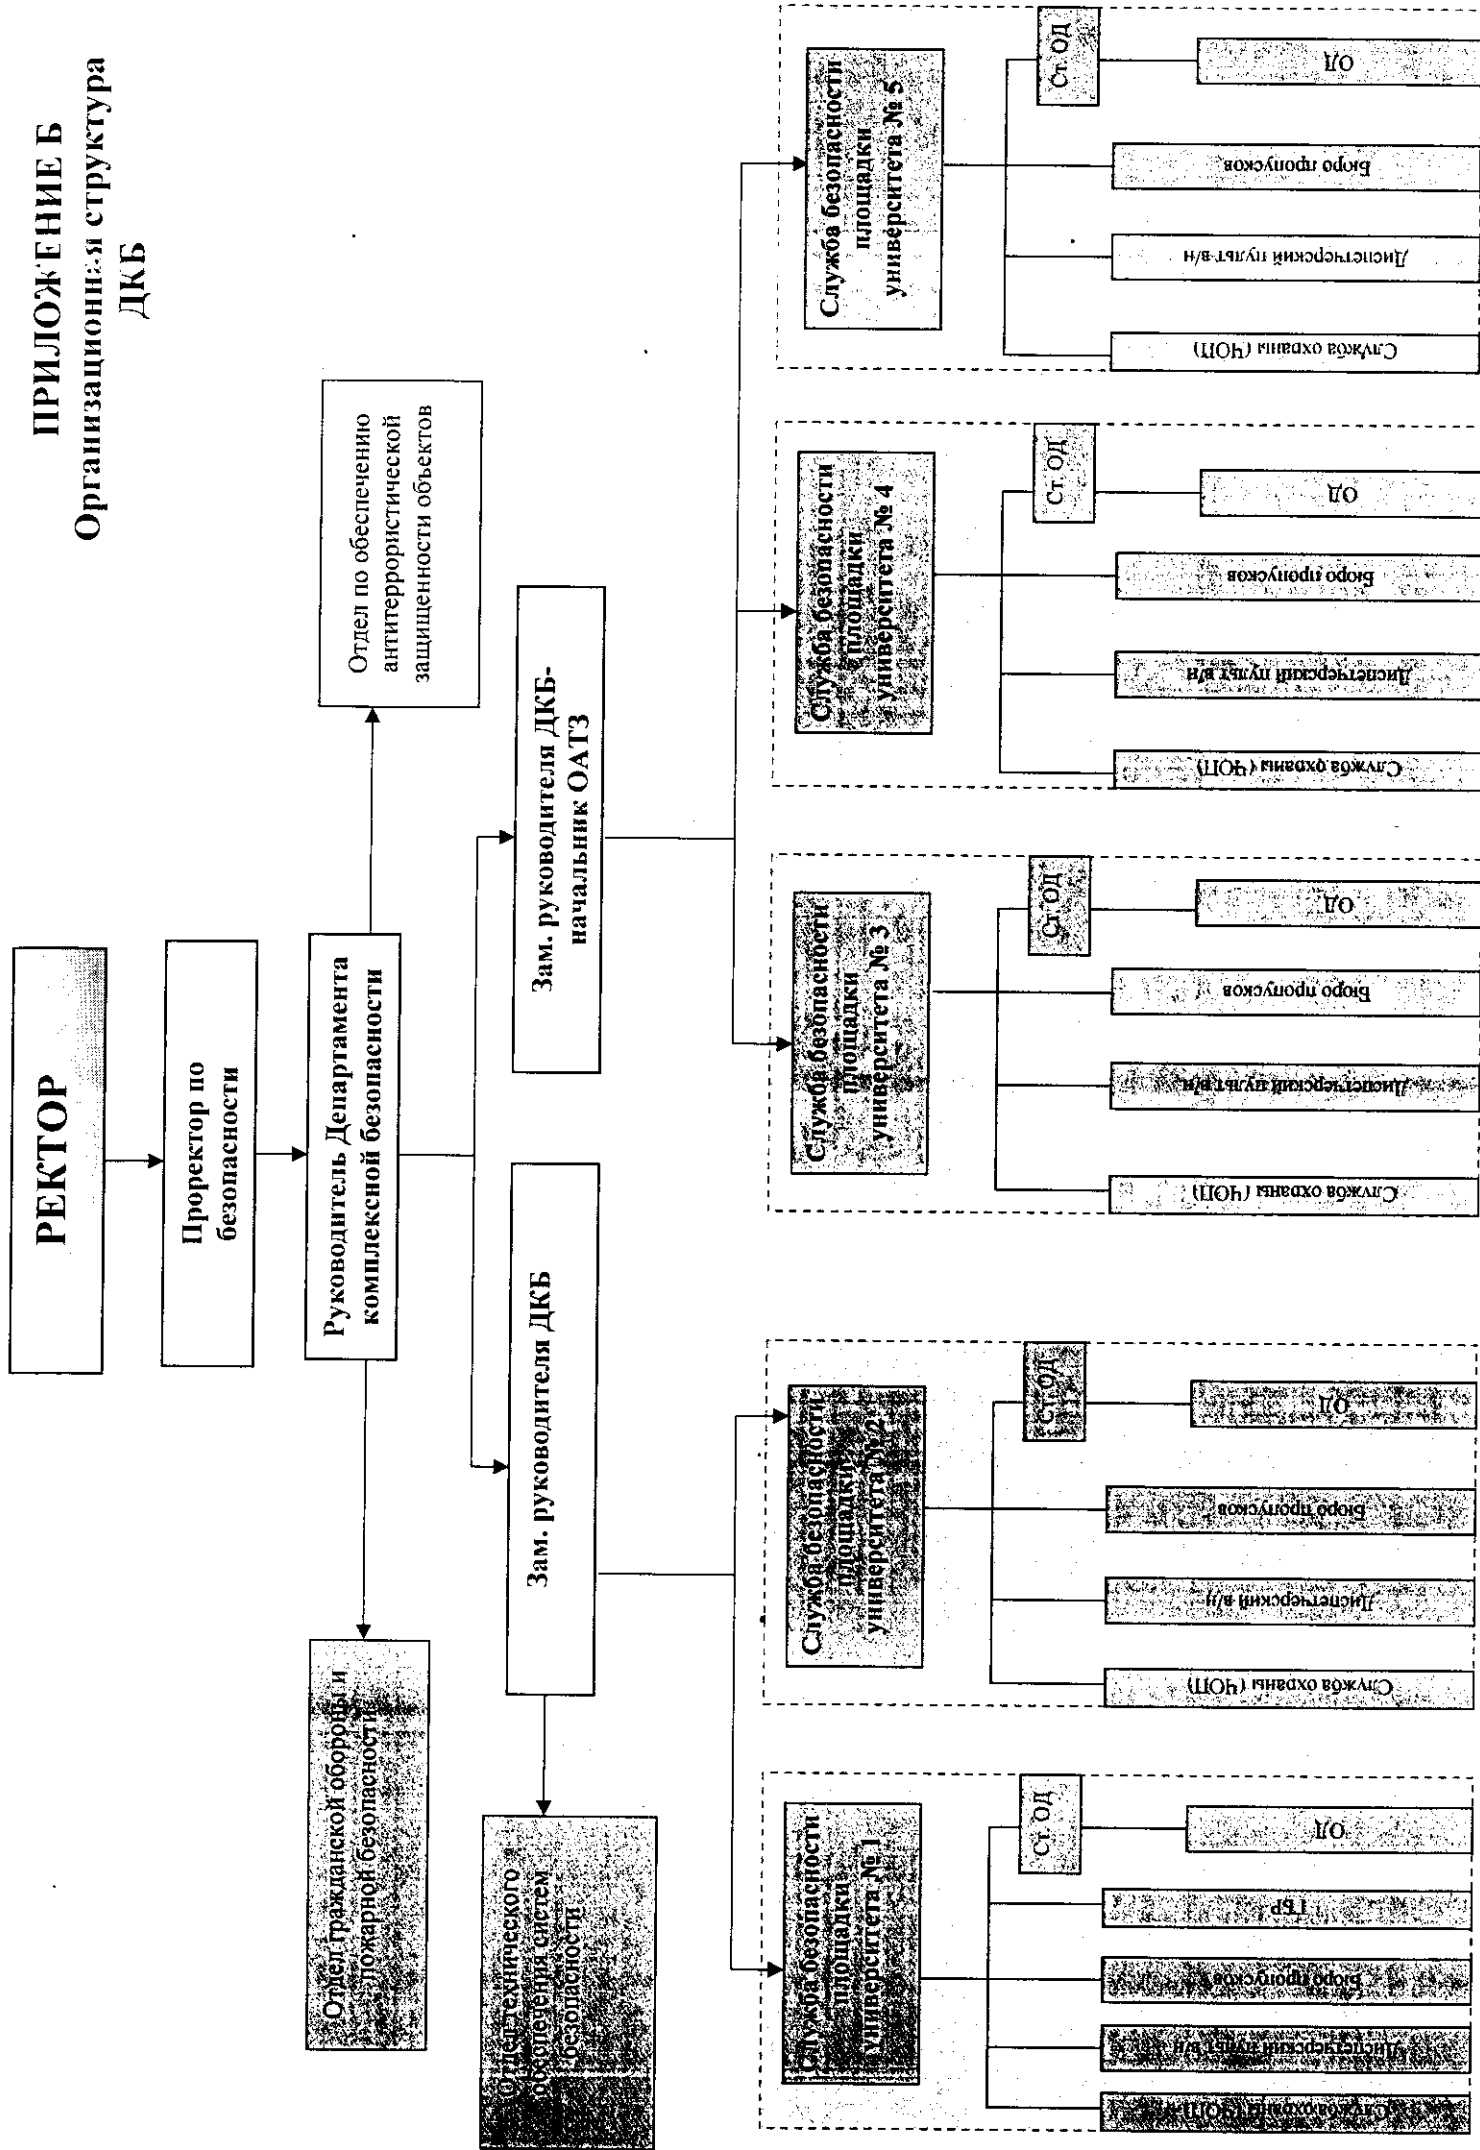 ПРИЛОЖЕНИЕ Б
Организационная структура
ДКБ
РЕКТОР
Проректор по
безопасности
Руководитель Департамента
комплексной безопасности
Отдел гражданской обороны и
пожарной безопасности
Отдел по обеспечению
антитеррористической
защищенности объектов
Зам. руководителя ДКБ
Зам. руководителя ДКБ-
начальник ОАТЗ
Отдел технического
обеспечения систем
безопасности
Служба безопасности
площадки
университета № 1
Служба безопасности
площадки
университета № 2
Служба безопасности
площадки
университета № 3
Служба безопасности
площадки
университета № 4
Служба безопасности
площадки
университета № 5
Служба охраны (ЧОП)
Диспетчерский пульт в/н
Бюро пропусков
ГБР
Ст. ОД
ОД
Служба охраны (ЧОП)
Диспетчерский в/н
Бюро пропусков
Ст. ОД
ОД
Служба охраны (ЧОП)
Диспетчерский пульт в/н
Бюро пропусков
Ст. ОД
ОД
Служба охраны (ЧОП)
Диспетчерский пульт в/н
Бюро пропусков
Ст. ОД
ОД
Служба охраны (ЧОП)
Диспетчерский пульт в/н
Бюро пропусков
Ст. ОД
ОД